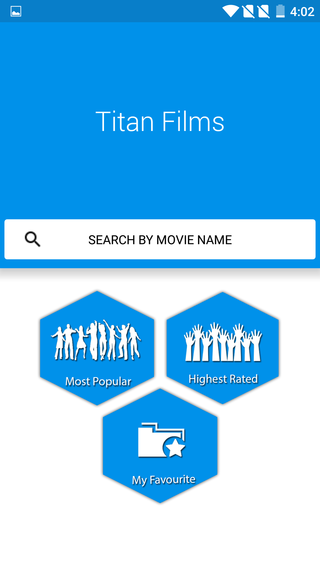 4:02
Titan Films
SEARCH BY MOVIE NAME
Most Popular
Highest Rated
My Favourite